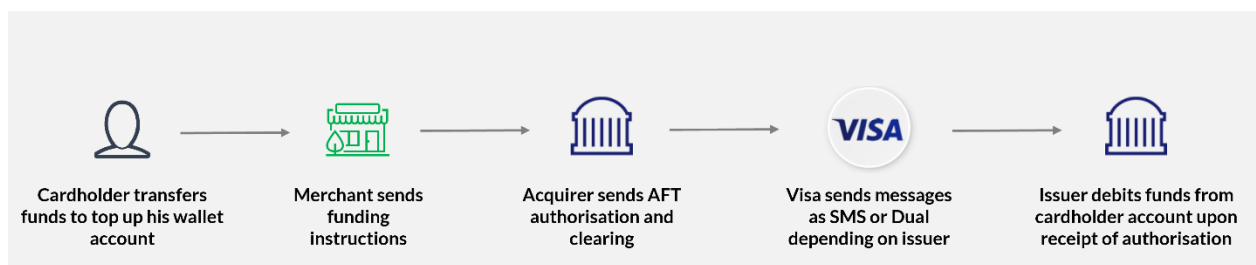 VISA
Cardholder transfers
funds to top up his wallet
account
Merchant sends
funding
instructions
Acquirer sends AFT
authorisation and
clearing
Visa sends messages
as SMS or Dual
depending on issuer
Issuer debits funds from
cardholder account upon
receipt of authorisation